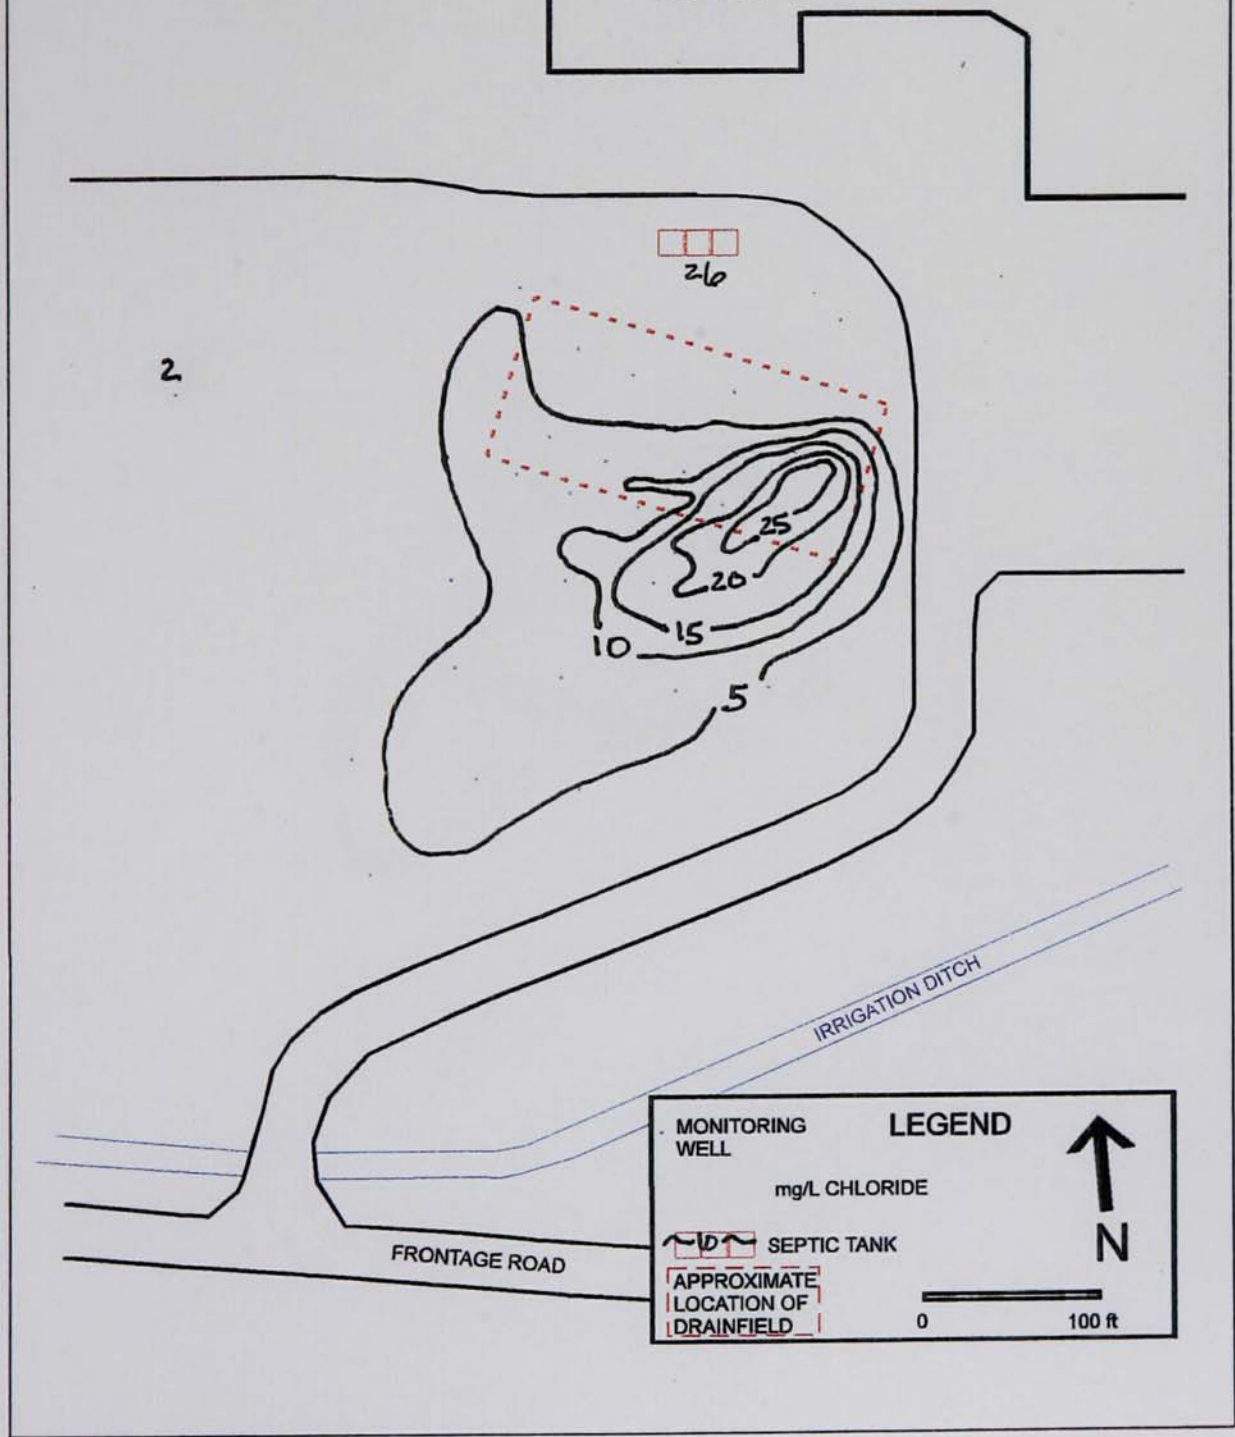 26
2
25
20
15
10
5
IRRIGATION DITCH
LEGEND
MONITORING
WELL
mg/L CHLORIDE
~10~ SEPTIC TANK
APPROXIMATE
LOCATION OF
DRAINFIELD
N
0 100 ft
FRONTAGE ROAD